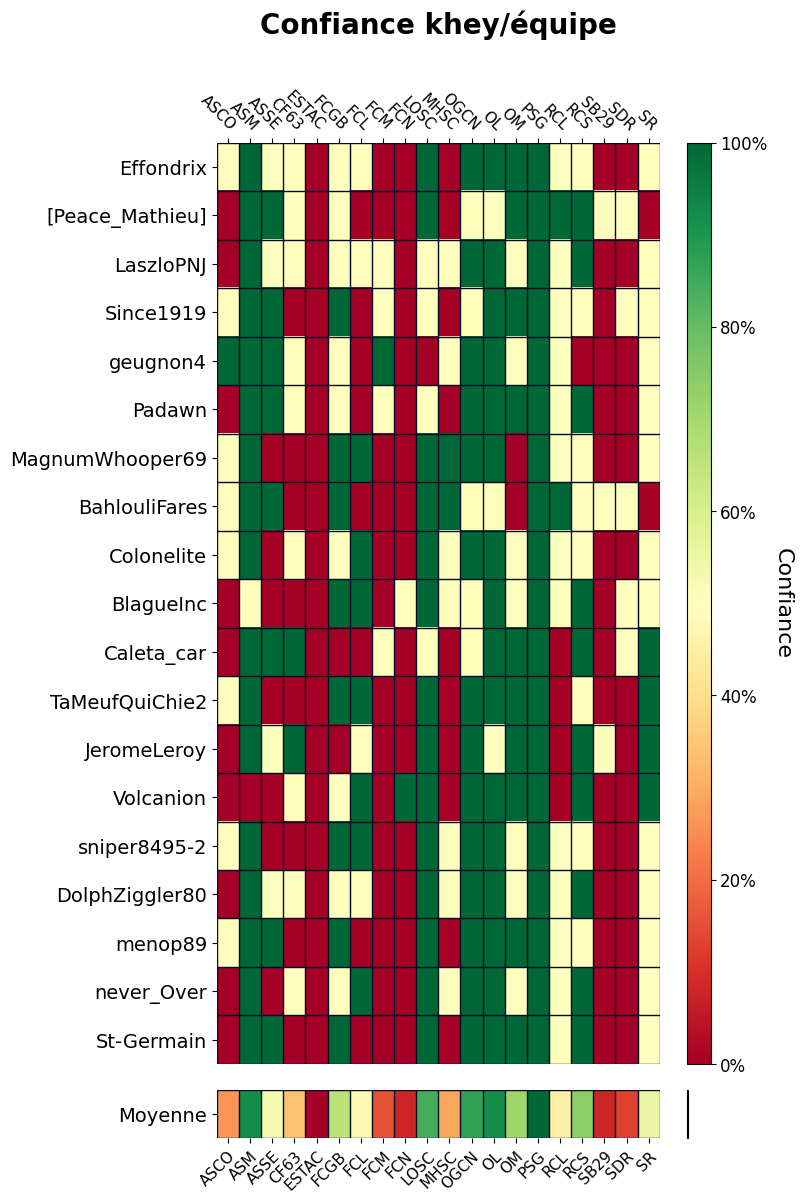 Confiance khey/équipe
ASCO ASM ASSE CF63 ESTAC FCGB FCL FCM FCN LOSC MHSC OGCN OL OM PSG RCL RCS SB29 SDR SR
Effondrix
[Peace_Mathieu]
LaszloPNJ
Since1919
geugnon4
Padawn
MagnumWhooper69
BahlouliFares
Colonelite
BlagueInc
Caleta_car
TaMeufQuiChie2
JeromeLeroy
Volcanion
sniper8495-2
DolphZiggler80
menop89
never_Over
St-Germain
100%
80%
60%
40%
20%
0%
Confiance
Moyenne
ASCO ASM ASSE CF63 ESTAC FCGB FCL FCM FCN LOSC MHSC OGCN OL OM PSG RCL RCS SB29 SDR SR